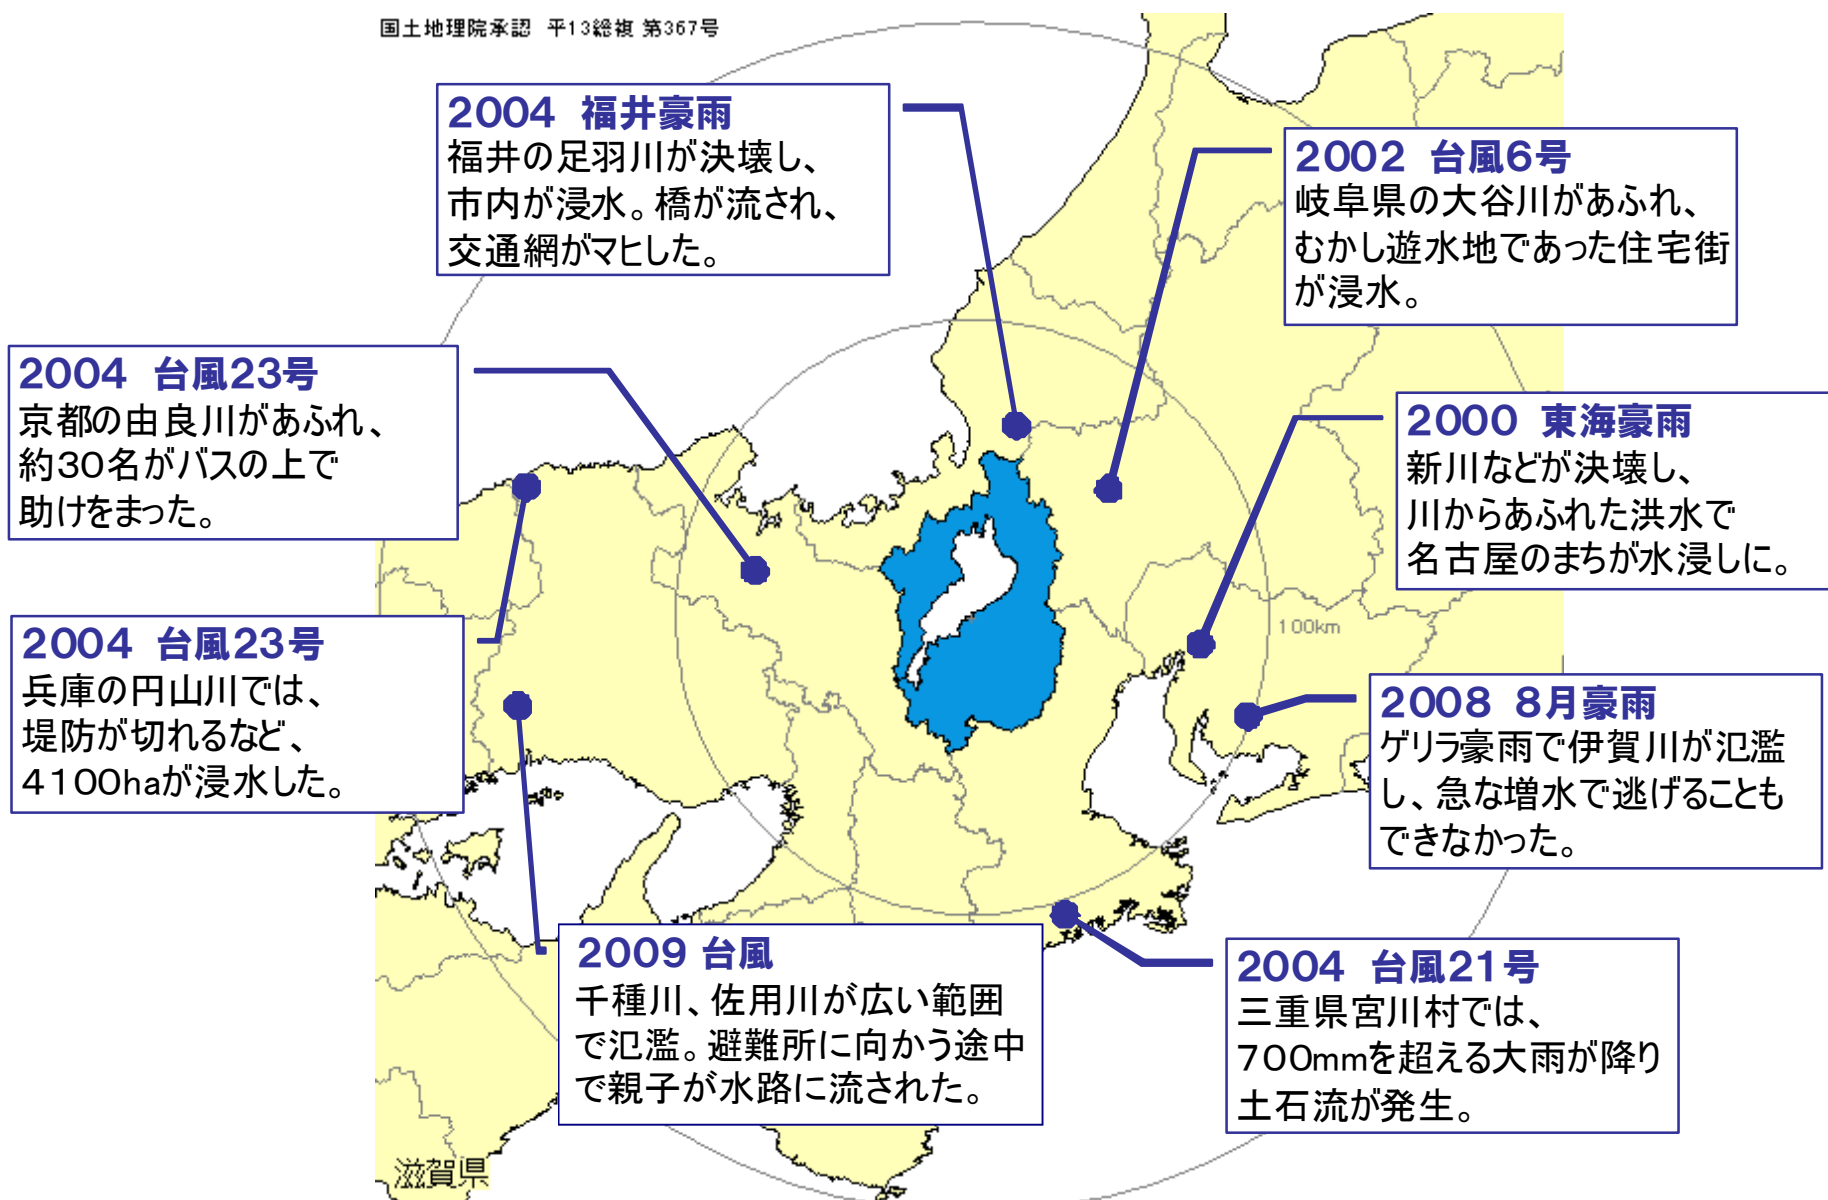 国土地理院承認 平13総複 第367号
2004 福井豪雨
福井の足羽川が決壊し、
市内が浸水。橋が流され、
交通網がマヒした。
2002 台風6号
岐阜県の大谷川があふれ、
むかし遊水地であった住宅街
が浸水。
2004 台風23号
京都の由良川があふれ、
約30名がバスの上で
助けをまった。
2000 東海豪雨
新川などが決壊し、
川からあふれた洪水で
名古屋のまちが水浸しに。
2004 台風23号
兵庫の円山川では、
堤防が切れるなど、
4100haが浸水した。
100km
2008 8月豪雨
ゲリラ豪雨で伊賀川が氾濫
し、急な増水で逃げることも
できなかった。
2009 台風
千種川、佐用川が広い範囲
で氾濫。避難所に向かう途中
で親子が水路に流された。
2004 台風21号
三重県宮川村では、
700mmを超える大雨が降り
土石流が発生。
滋賀県